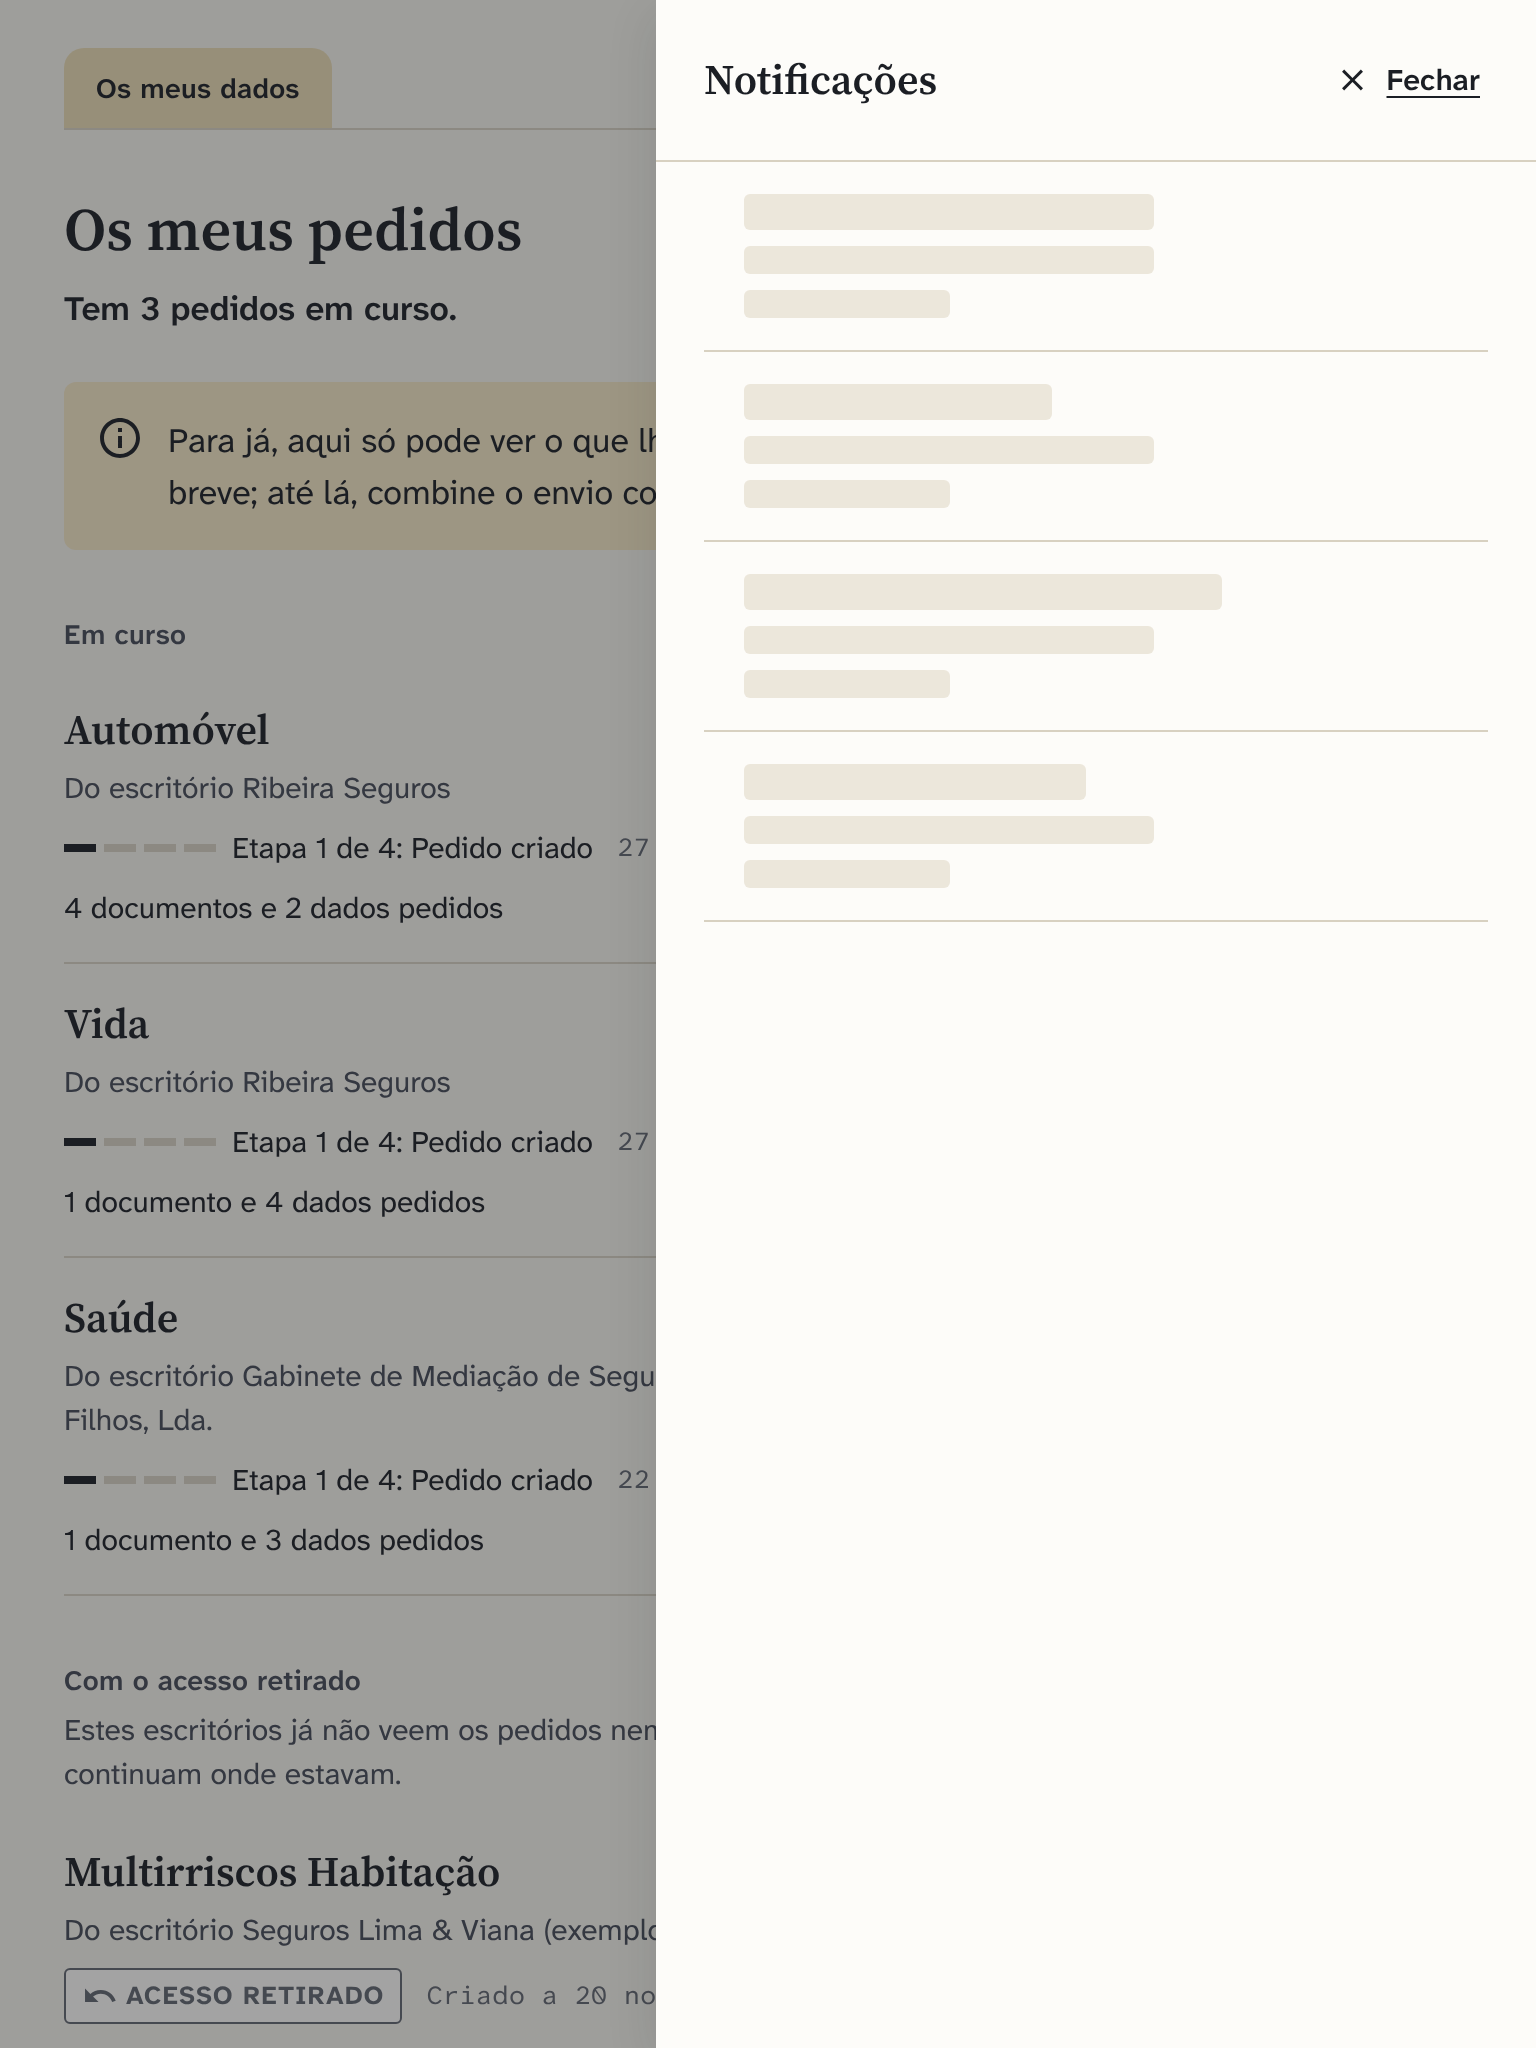 Os meus dados
Os meus pedidos
Tem 3 pedidos em curso.
Para já, aqui só pode ver o que
breve; até lá, combine o envio
Em curso
Automóvel
Do escritório Ribeira Seguros
Etapa 1 de 4: Pedido criado 27
4 documentos e 2 dados pedidos
Vida
Do escritório Ribeira Seguros
Etapa 1 de 4: Pedido criado 27
1 documento e 4 dados pedidos
Saúde
Do escritório Gabinete de Mediação de
Filhos, Lda.
Etapa 1 de 4: Pedido criado 22
1 documento e 3 dados pedidos
Com o acesso retirado
Estes escritórios já não veem os pedidos
continuam onde estavam.
Multirriscos Habitação
Do escritório Seguros Lima & Viana
ACESSO RETIRADO Criado a 20
Notificações
Fechar